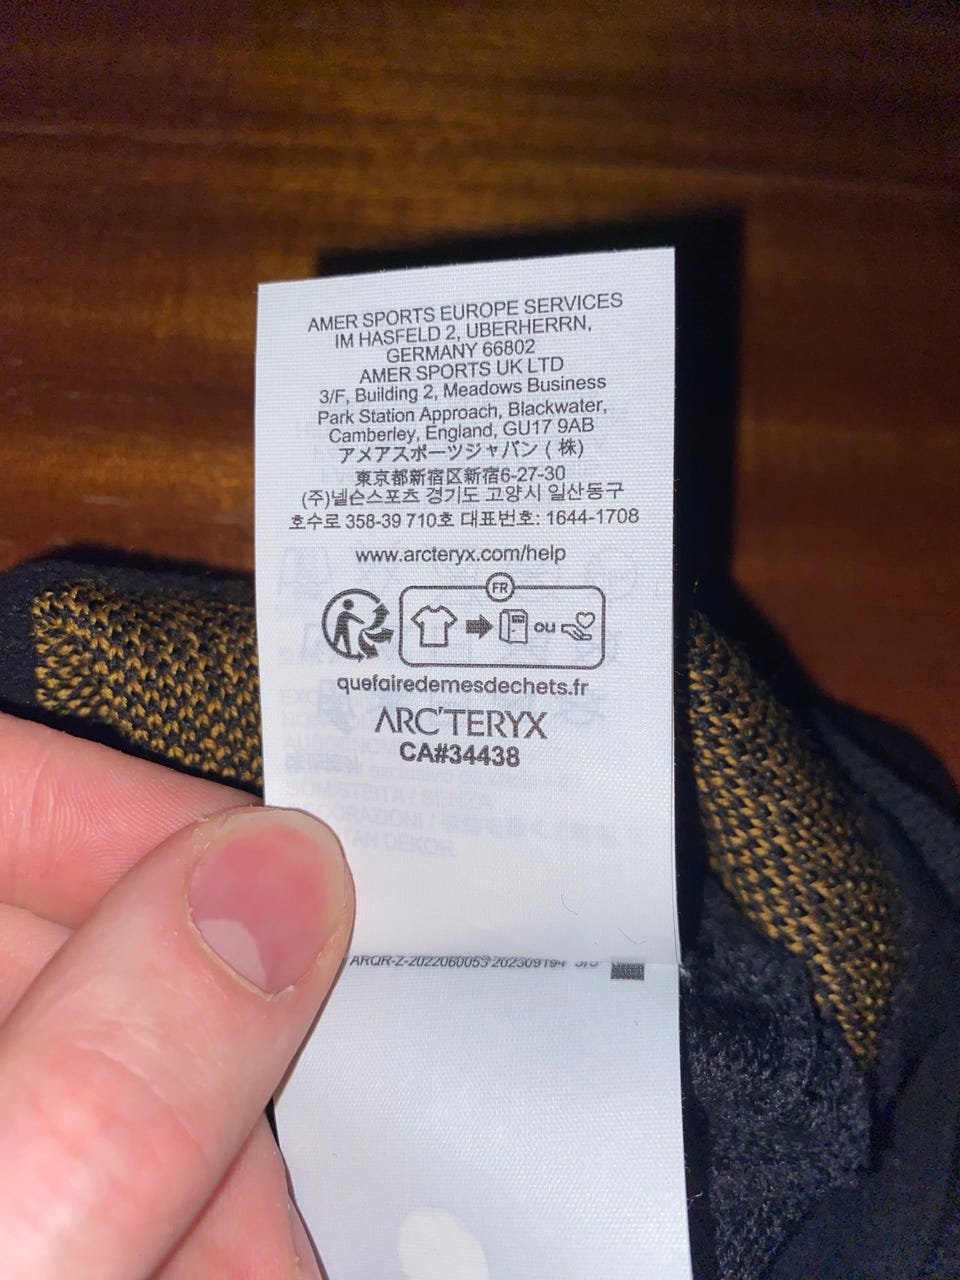 AMER SPORTS EUROPE SERVICES
IM HASFELD 2, UBERHERRN,
GERMANY 66802
AMER SPORTS UK LTD
3/F, Building 2, Meadows Business
Park Station Approach, Blackwater,
Camberley, England, GU17 9AB
アメアスポーツジャパン ( 株)
東京都新宿区新宿6-27-30
(주)넬슨스포츠 경기도 고양시 일산동구
호수로 358-39 710호 대표번호: 1644-1708
www.arcteryx.com/help
FR
ou
quefairedemesdechets.fr
ARC'TERYX
CA#34438
ARQR-Z-2022060053 202309194